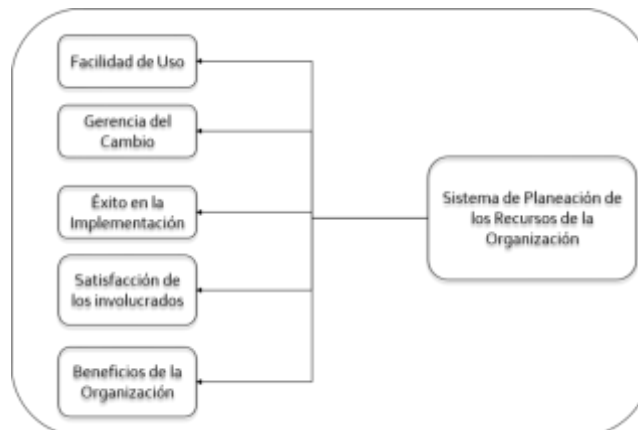 Facilidad de Uso
Gerencia del
Cambio
Éxito en la
Implementación
Satisfacción de
los involucrados
Beneficios de la
Organización
Sistema de Planeación de
los Recursos de la
Organización